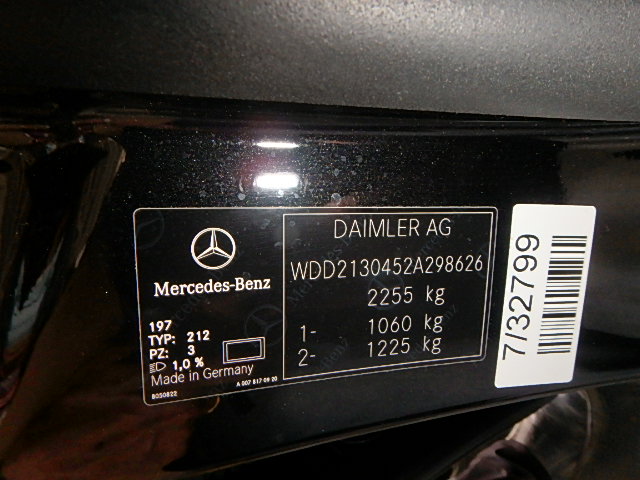 DAIMLER AG
WDD2130452A298626
2255 kg
1- 1060 kg
2- 1225 kg
Mercedes-Benz
197
TYP: 212
PZ: 3
1,0 %
Made in Germany
8050822
A 007 817 09 20
7/32799